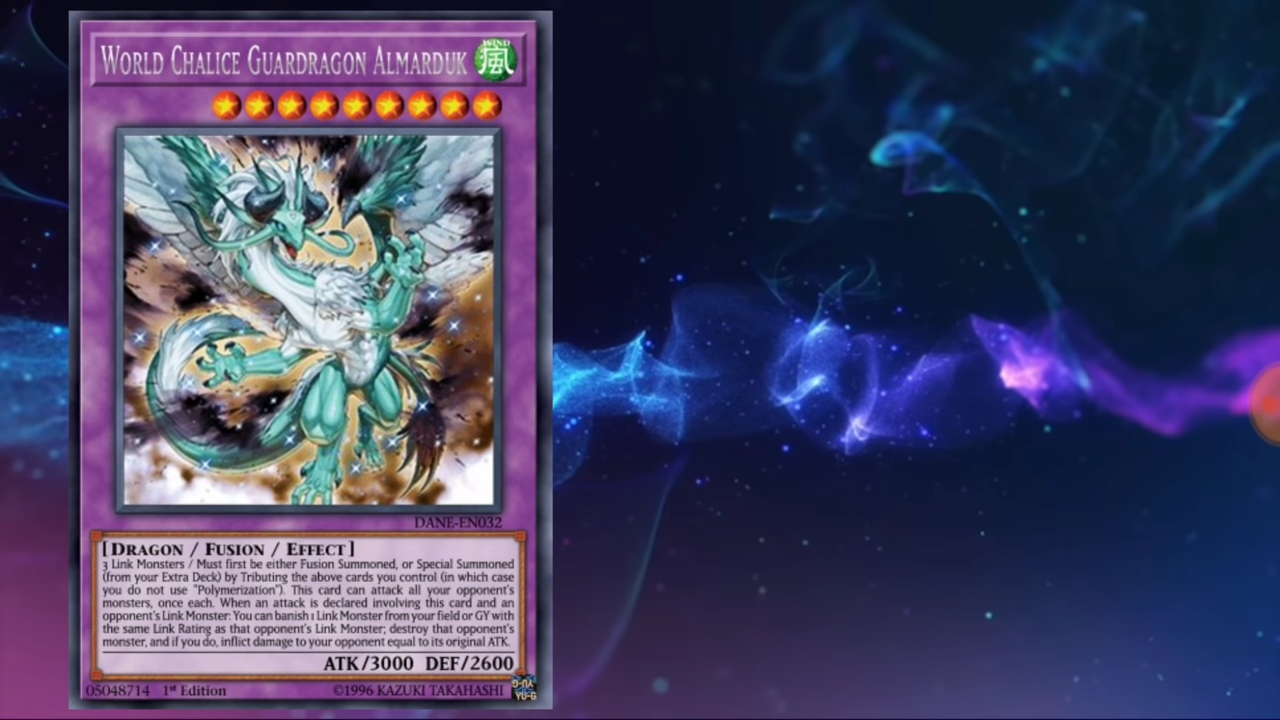 WORLD CHALICE GUARDRAGON ALMARDUK
WIND
風
DANE-EN032
[DRAGON / FUSION / EFFECT]
3 Link Monsters / Must first be either Fusion Summoned, or Special Summoned
(from your Extra Deck) by Tributing the above cards you control (in which case
you do not use "Polymerization"). This card can attack all your opponent's
monsters, once each. When an attack is declared involving this card and an
opponent's Link Monster: You can banish 1 Link Monster from your field or GY with
the same Link Rating as that opponent's Link Monster; destroy that opponent's
monster, and if you do, inflict damage to your opponent equal to its original ATK.
ATK/3000 DEF/2600
05048714 1st Edition ©1996 KAZUKI TAKAHASHI